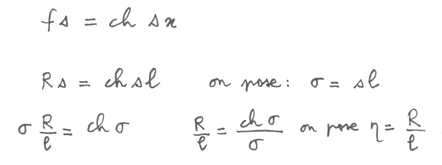 fs = ch sx
Rs = ch sl on pose : σ = sl
σ R/l = ch σ R/l = ch σ/σ on pose η = R/l